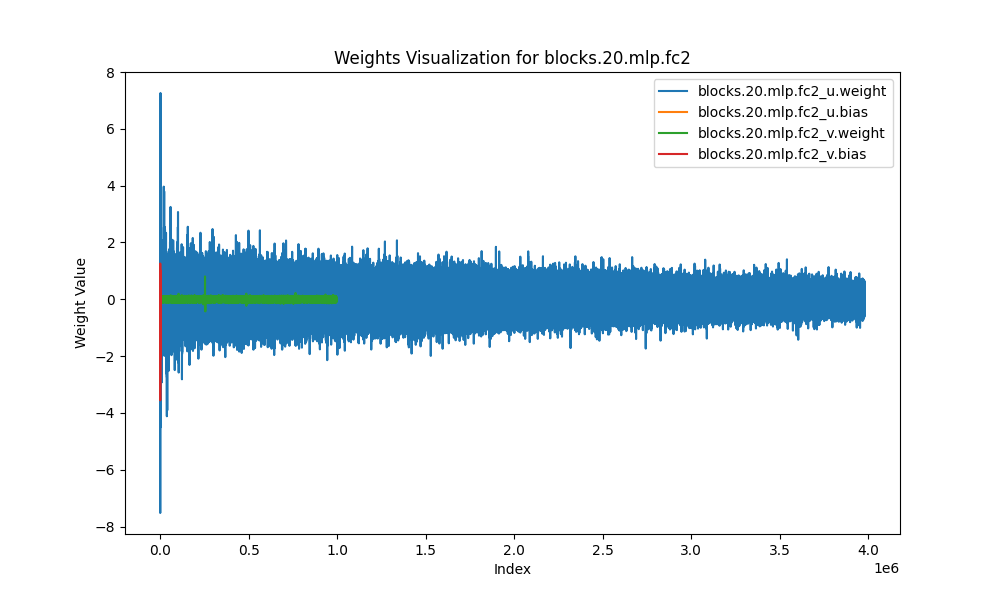 Weights Visualization for blocks.20.mlp.fc2
blocks.20.mlp.fc2_u.weight
blocks.20.mlp.fc2_u.bias
blocks.20.mlp.fc2_v.weight
blocks.20.mlp.fc2_v.bias
Weight Value
8
6
4
2
0
−2
−4
−6
−8
0.0 0.5 1.0 1.5 2.0 2.5 3.0 3.5 4.0
1e6
Index